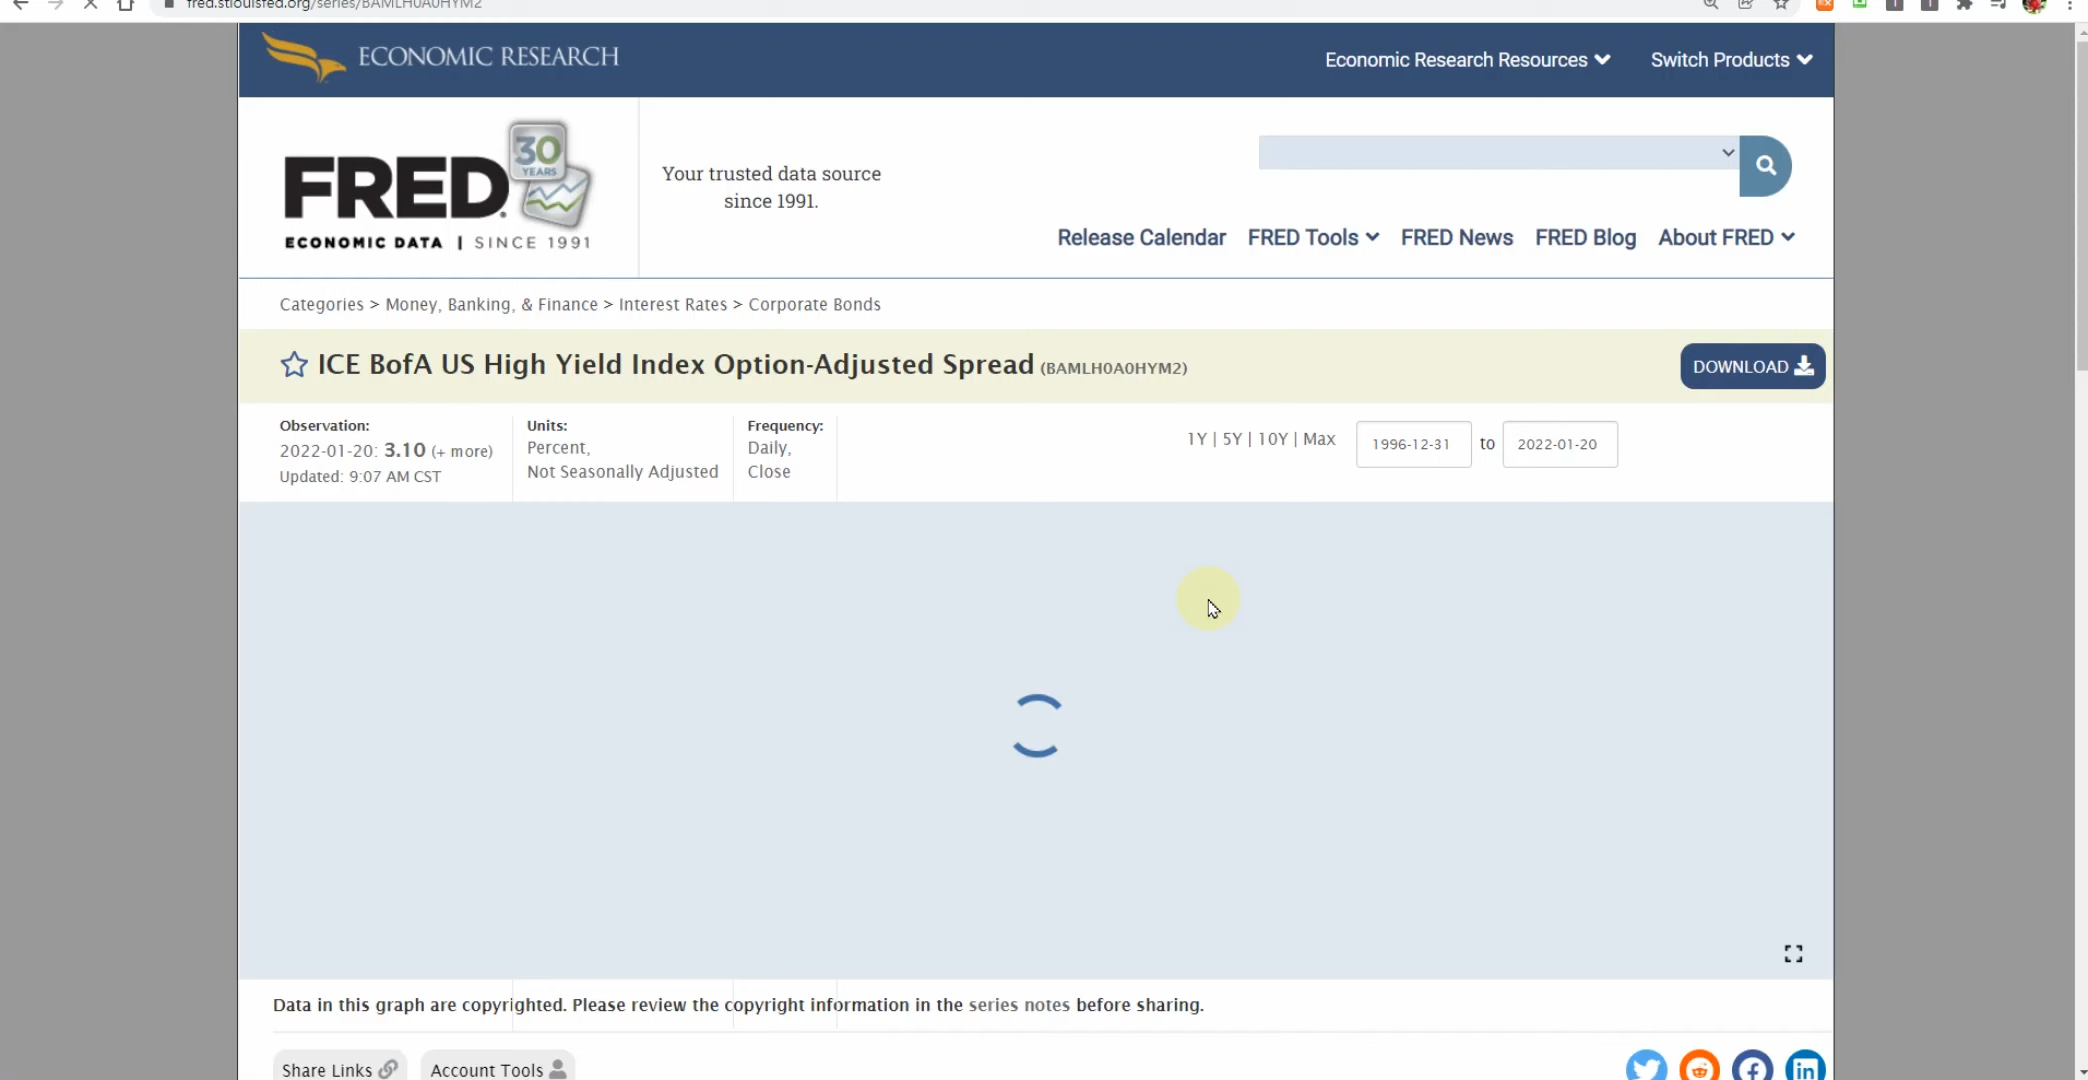 fred.stlouisfed.org/series/BAMLH0A0HYM2
ECONOMIC RESEARCH
Economic Research Resources
Switch Products
30
YEARS
FRED
ECONOMIC DATA | SINCE 1991
Your trusted data source
since 1991.
Release Calendar
FRED Tools
FRED News
FRED Blog
About FRED
Categories > Money, Banking, & Finance > Interest Rates > Corporate Bonds
ICE BofA US High Yield Index Option-Adjusted Spread (BAMLH0A0HYM2)
DOWNLOAD
Observation:
2022-01-20: 3.10 (+ more)
Updated: 9:07 AM CST
Units:
Percent,
Not Seasonally Adjusted
Frequency:
Daily,
Close
1Y | 5Y | 10Y | Max
1996-12-31 to 2022-01-20
Data in this graph are copyrighted. Please review the copyright information in the series notes before sharing.
Share Links
Account Tools